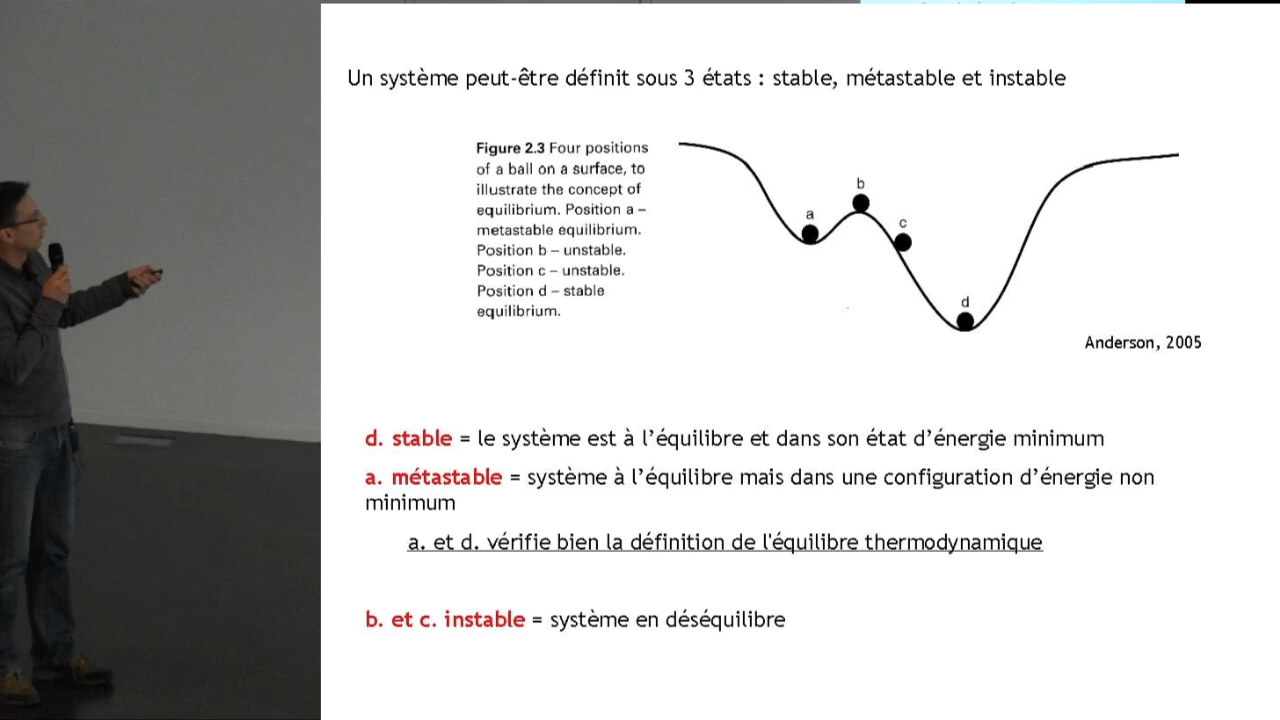 Un système peut-être définit sous 3 états : stable, métastable et instable
Figure 2.3 Four positions
of a ball on a surface, to
illustrate the concept of
equilibrium. Position a –
metastable equilibrium.
Position b – unstable.
Position c – unstable.
Position d – stable
equilibrium.
a
b
c
d
Anderson, 2005
d. stable = le système est à l’équilibre et dans son état d’énergie minimum
a. métastable = système à l’équilibre mais dans une configuration d’énergie non
minimum
a. et d. vérifie bien la définition de l'équilibre thermodynamique
b. et c. instable = système en déséquilibre